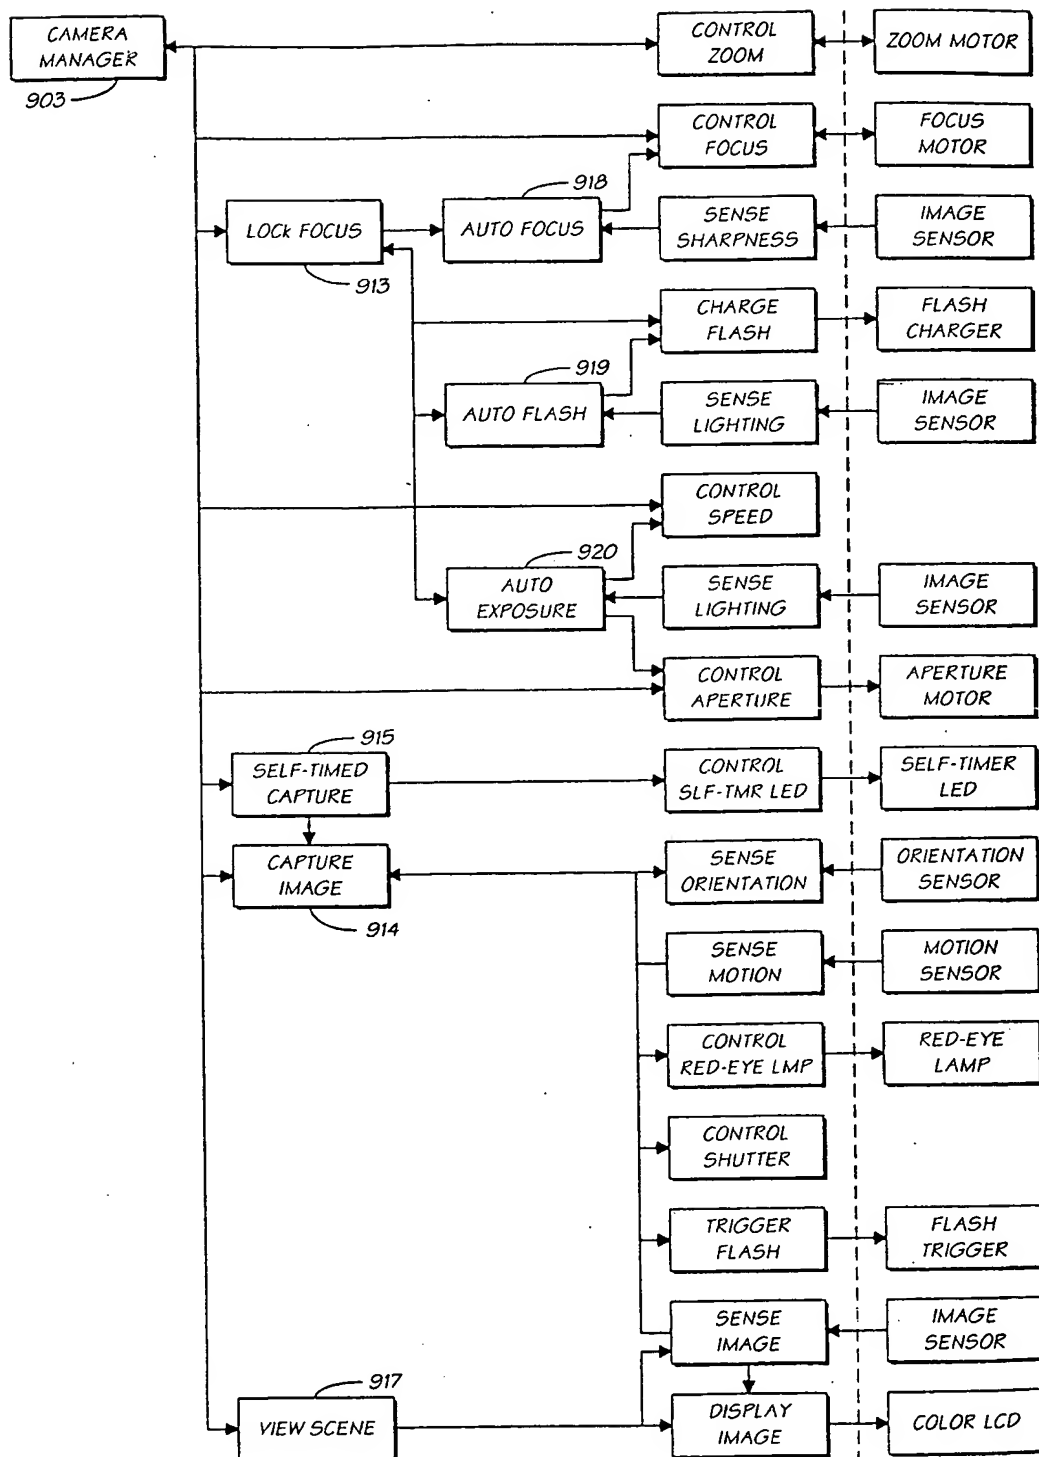 CAMERA
MANAGER
903
CONTROL
ZOOM
ZOOM MOTOR
CONTROL
FOCUS
FOCUS
MOTOR
918
LOCK FOCUS
913
AUTO FOCUS
SENSE
SHARPNESS
IMAGE
SENSOR
CHARGE
FLASH
FLASH
CHARGER
919
AUTO FLASH
SENSE
LIGHTING
IMAGE
SENSOR
CONTROL
SPEED
920
AUTO
EXPOSURE
SENSE
LIGHTING
IMAGE
SENSOR
CONTROL
APERTURE
APERTURE
MOTOR
915
SELF-TIMED
CAPTURE
CONTROL
SLF-TMR LED
SELF-TIMER
LED
CAPTURE
IMAGE
914
SENSE
ORIENTATION
ORIENTATION
SENSOR
SENSE
MOTION
MOTION
SENSOR
CONTROL
RED-EYE LMP
RED-EYE
LAMP
CONTROL
SHUTTER
TRIGGER
FLASH
FLASH
TRIGGER
SENSE
IMAGE
IMAGE
SENSOR
917
VIEW SCENE
DISPLAY
IMAGE
COLOR LCD